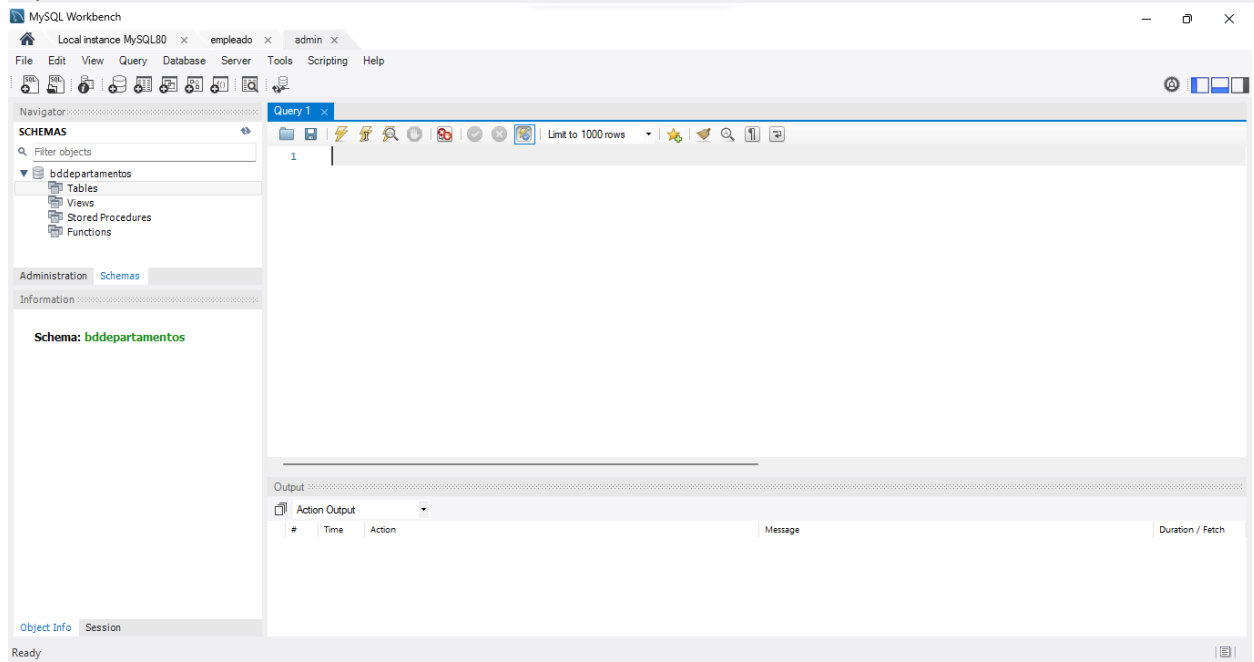 MySQL Workbench
Local instance MySQL80 empleado admin
File Edit View Query Database Server Tools Scripting Help
Navigator
Query 1
SCHEMAS
Limit to 1000 rows
Filter objects
1
bddepartamentos
Tables
Views
Stored Procedures
Functions
Administration Schemas
Information
Schema: bddepartamentos
Output
Action Output
# Time Action Message Duration / Fetch
Object Info Session
Ready